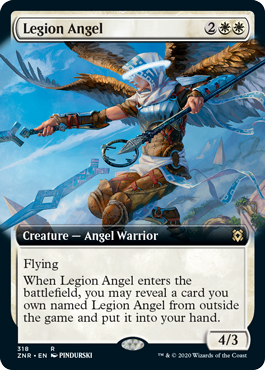 Legion Angel 2
Creature — Angel Warrior
Flying
When Legion Angel enters the
battlefield, you may reveal a card you
own named Legion Angel from outside
the game and put it into your hand.
4/3
318 R
ZNR • EN PINDURSKI
™ & © 2020 Wizards of the Coast